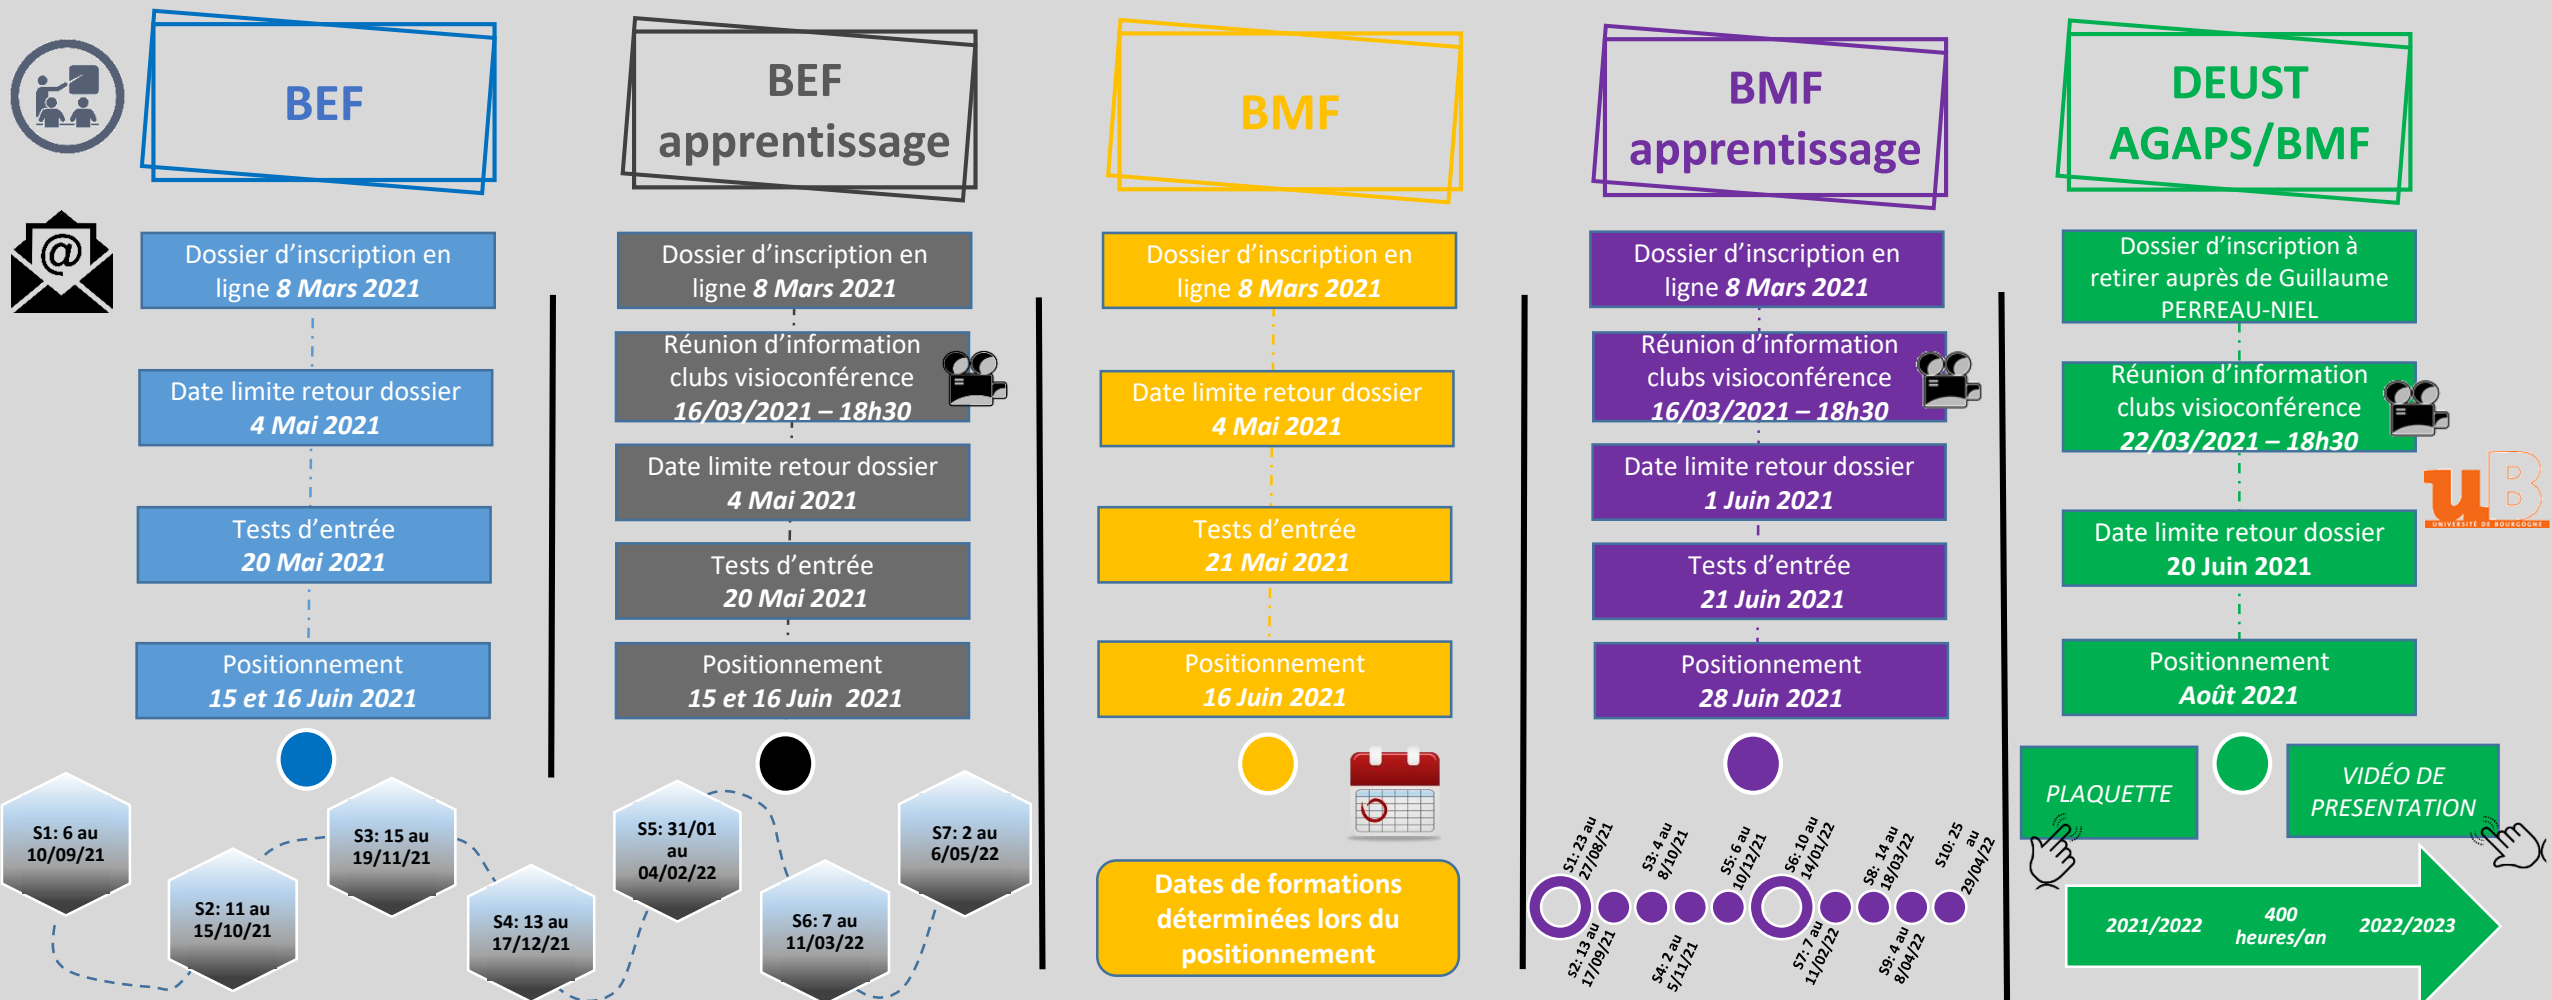 BEF
Dossier d'inscription en
ligne 8 Mars 2021
Date limite retour dossier
4 Mai 2021
Tests d'entrée
20 Mai 2021
Positionnement
15 et 16 Juin 2021
BEF
apprentissage
Dossier d'inscription en
ligne 8 Mars 2021
Réunion d'information
clubs visioconférence
16/03/2021 – 18h30
Date limite retour dossier
4 Mai 2021
Tests d'entrée
20 Mai 2021
Positionnement
15 et 16 Juin 2021
S1: 6 au
10/09/21
S2: 11 au
15/10/21
S3: 15 au
19/11/21
S4: 13 au
17/12/21
S5: 31/01
au
04/02/22
S6: 7 au
11/03/22
S7: 2 au
6/05/22
BMF
Dossier d'inscription en
ligne 8 Mars 2021
Date limite retour dossier
4 Mai 2021
Tests d'entrée
21 Mai 2021
Positionnement
16 Juin 2021
Dates de formations
déterminées lors du
positionnement
BMF
apprentissage
Dossier d'inscription en
ligne 8 Mars 2021
Réunion d'information
clubs visioconférence
16/03/2021 – 18h30
Date limite retour dossier
1 Juin 2021
Tests d'entrée
21 Juin 2021
Positionnement
28 Juin 2021
S1: 23 au
27/08/21
S2: 13 au
17/09/21
S3: 4 au
8/10/21
S4: 2 au
5/11/21
S5: 6 au
10/12/21
S6: 10 au
14/01/22
S7: 7 au
11/02/22
S8: 14 au
18/03/22
S9: 4 au
8/04/22
S10: 25
au
29/04/22
DEUST
AGAPS/BMF
Dossier d'inscription à
retirer auprès de Guillaume
PERREAU-NIEL
Réunion d'information
clubs visioconférence
22/03/2021 – 18h30
uB
UNIVERSITÉ DE BOURGOGNE
Date limite retour dossier
20 Juin 2021
Positionnement
Août 2021
PLAQUETTE
VIDÉO DE
PRESENTATION
2021/2022
400
heures/an
2022/2023